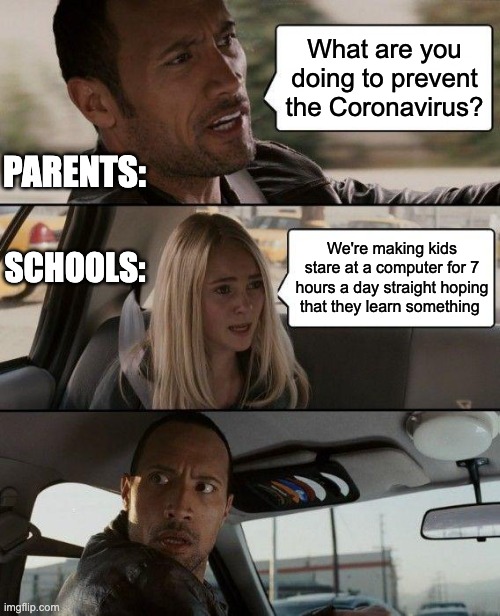 What are you
doing to prevent
the Coronavirus?
PARENTS:
SCHOOLS:
We're making kids
stare at a computer for 7
hours a day straight hoping
that they learn something
imgflip.com